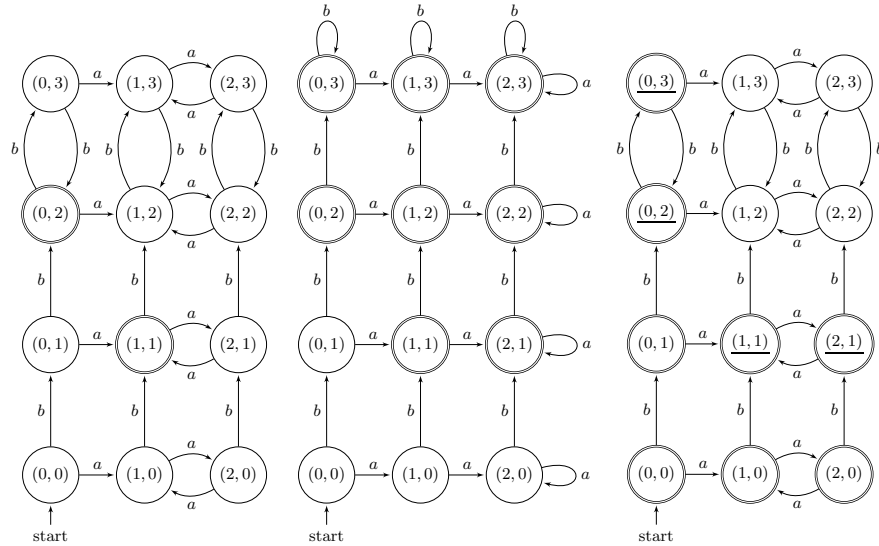 b b b
(0, 3) a (1, 3) a (2, 3) (0, 3) a (1, 3) a (2, 3) a (0, 3) a (1, 3) a (2, 3)
a a
b b b b b b b b b b b b b b b
a a
(0, 2) a (1, 2) (2, 2) (0, 2) a (1, 2) a (2, 2) a (0, 2) a (1, 2) (2, 2)
a a
b b b b b b b b b
a a
(0, 1) a (1, 1) (2, 1) (0, 1) a (1, 1) a (2, 1) a (0, 1) a (1, 1) (2, 1)
a a
b b b b b b b b b
a a
(0, 0) a (1, 0) (2, 0) (0, 0) a (1, 0) a (2, 0) a (0, 0) a (1, 0) (2, 0)
a a
start start start